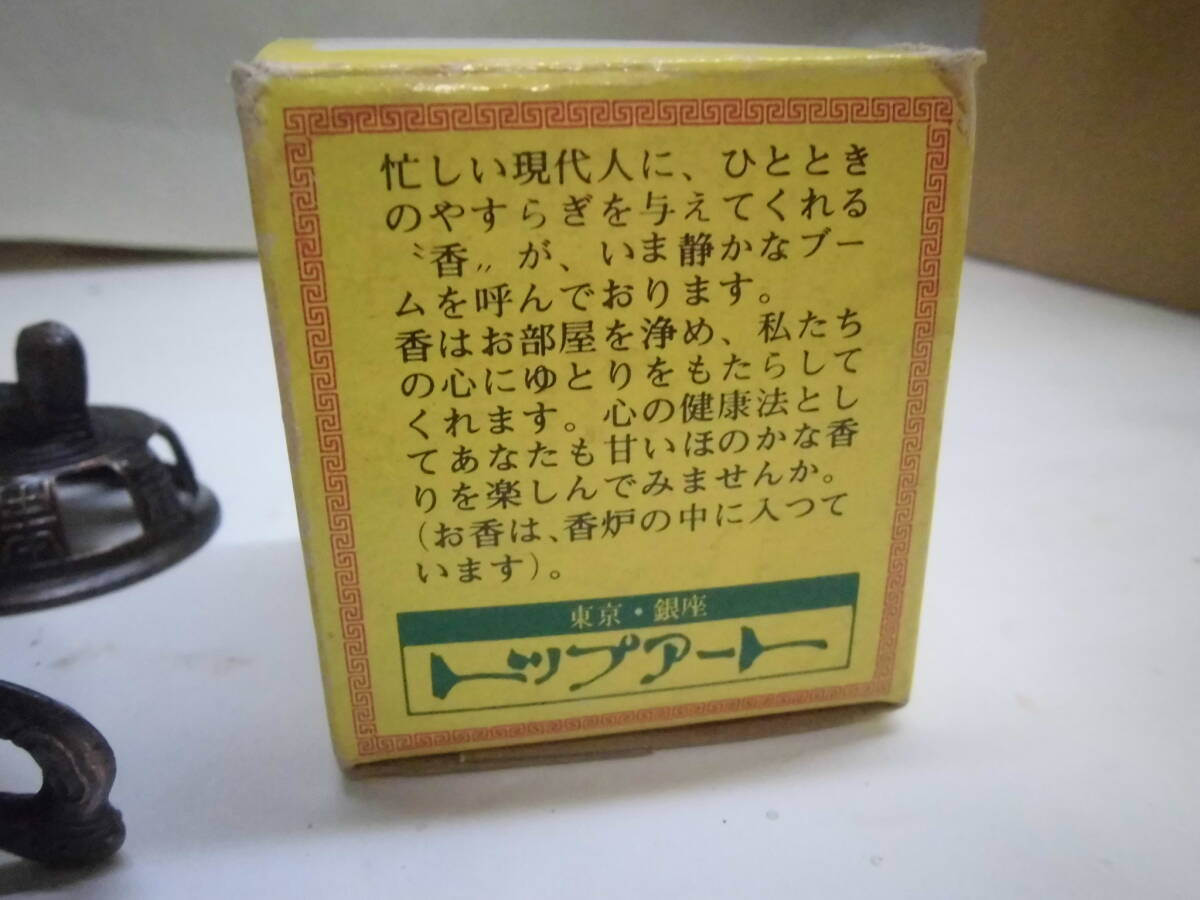 忙しい現代人に、ひととき
のやすらぎを与えてくれる
〝香〟が、いま静かなブー
ムを呼んでおります。
香はお部屋を浄め、私たち
の心にゆとりをもたらして
くれます。心の健康法とし
てあなたも甘いほのかな香
りを楽しんでみませんか。
(お香は、香炉の中に入つて
います)。
東京・銀座
トップアート